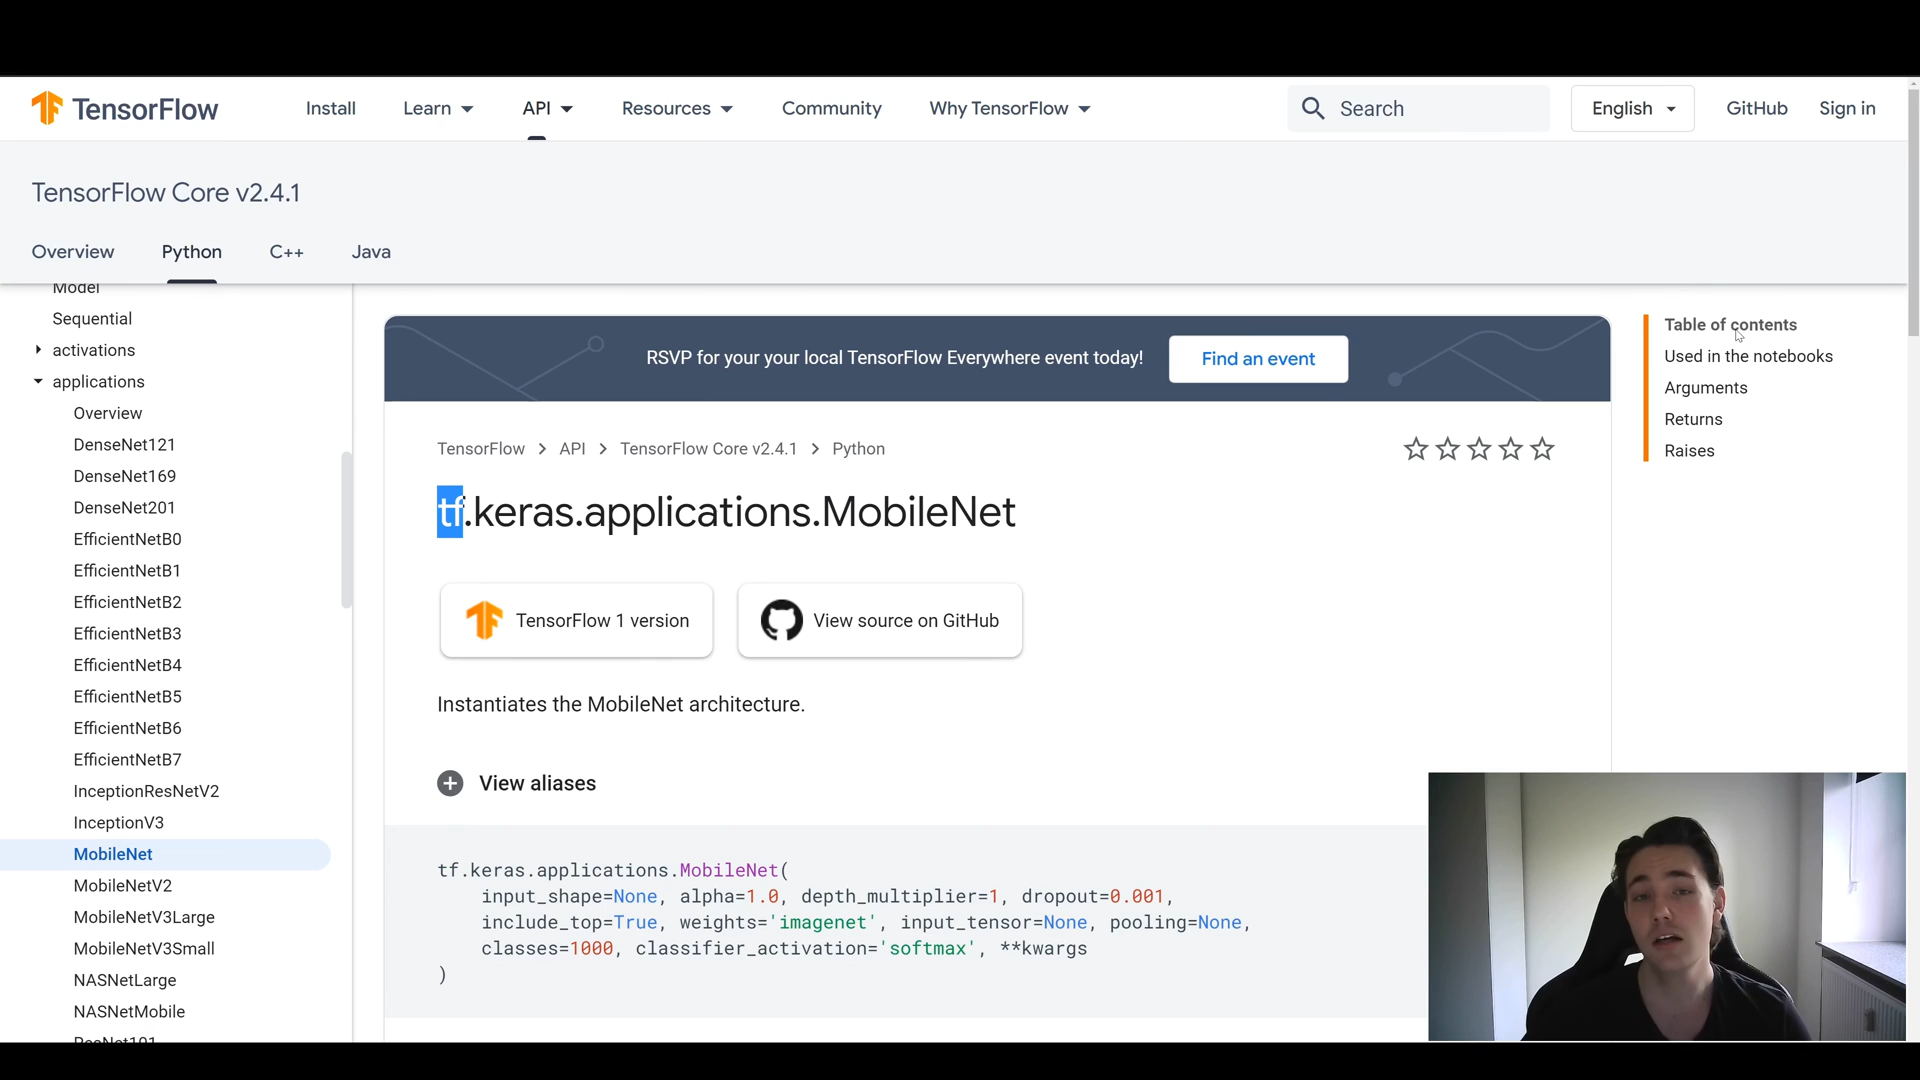 TensorFlow
Install
Learn
API
Resources
Community
Why TensorFlow
Search
English
GitHub
Sign in
TensorFlow Core v2.4.1
Overview
Python
C++
Java
Model
Sequential
activations
applications
Overview
DenseNet121
DenseNet169
DenseNet201
EfficientNetB0
EfficientNetB1
EfficientNetB2
EfficientNetB3
EfficientNetB4
EfficientNetB5
EfficientNetB6
EfficientNetB7
InceptionResNetV2
InceptionV3
MobileNet
MobileNetV2
MobileNetV3Large
MobileNetV3Small
NASNetLarge
NASNetMobile
ResNet101
RSVP for your your local TensorFlow Everywhere event today!
Find an event
TensorFlow > API > TensorFlow Core v2.4.1 > Python
tf.keras.applications.MobileNet
TensorFlow 1 version
View source on GitHub
Instantiates the MobileNet architecture.
View aliases
tf.keras.applications.MobileNet(
input_shape=None, alpha=1.0, depth_multiplier=1, dropout=0.001,
include_top=True, weights='imagenet', input_tensor=None, pooling=None,
classes=1000, classifier_activation='softmax', **kwargs
)
Table of contents
Used in the notebooks
Arguments
Returns
Raises